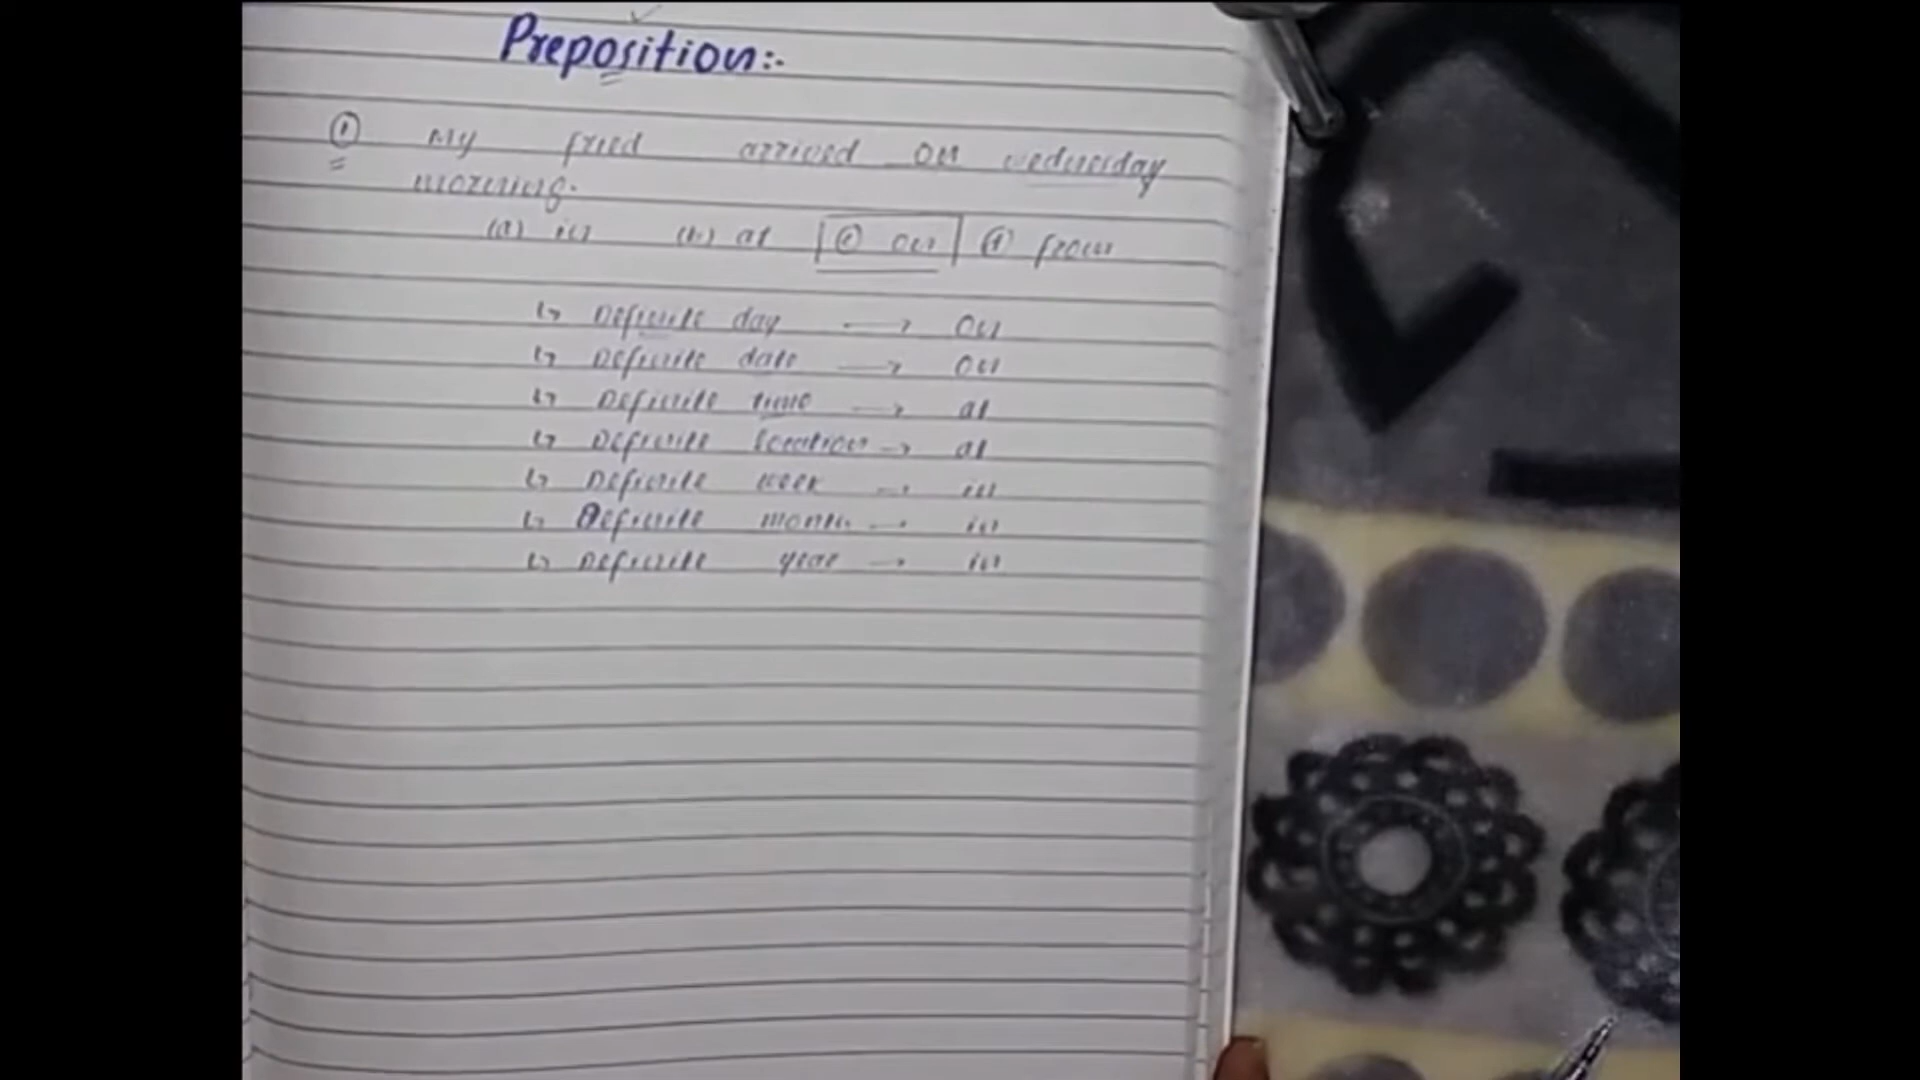 Preposition:-
① My fried arrived on wednesday
morning.
(a) in (b) at (c) on (d) from
↳ Definite day → on
↳ Definite date → on
↳ Definite time → at
↳ Definite location → at
↳ Definite week → in
↳ Definite month → in
↳ Definite year → in